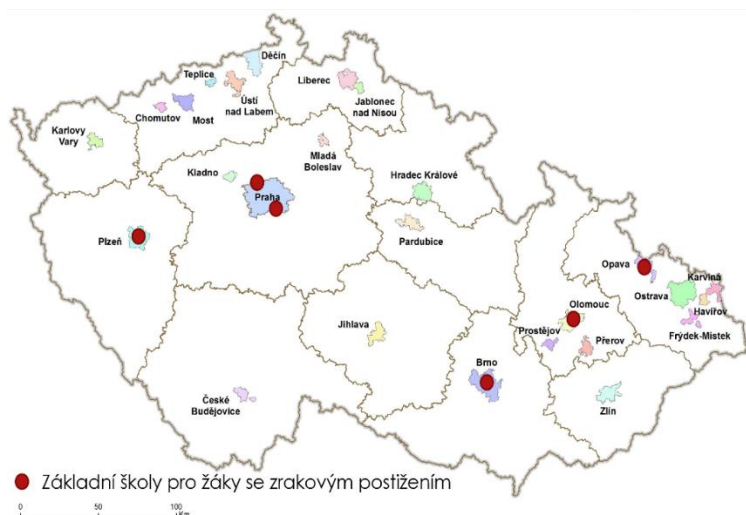 Děčín
Teplice
Ústí
nad Labem
Chomutov
Most
Liberec
Jablonec
nad Nisou
Karlovy
Vary
Kladno
Mladá
Boleslav
Praha
Hradec Králové
Pardubice
Plzeň
Opava
Karviná
Ostrava
Havířov
Frýdek-Místek
Olomouc
Prostějov
Přerov
Jihlava
Brno
Zlín
České
Budějovice
Základní školy pro žáky se zrakovým postižením
0 50 100
Km